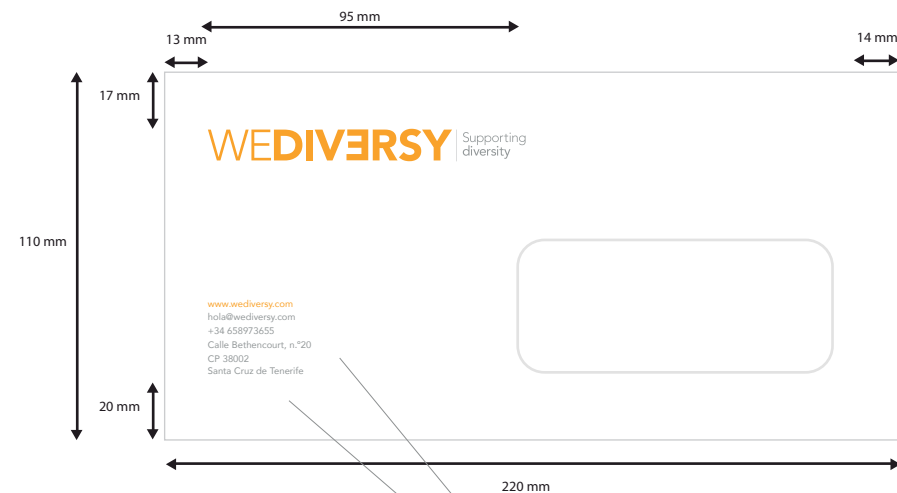 95 mm
13 mm
14 mm
17 mm
WEDIVƎRSY
Supporting
diversity
110 mm
www.wediversy.com
hola@wediversy.com
+34 658973655
Calle Bethencourt, n.º20
CP 38002
Santa Cruz de Tenerife
20 mm
220 mm